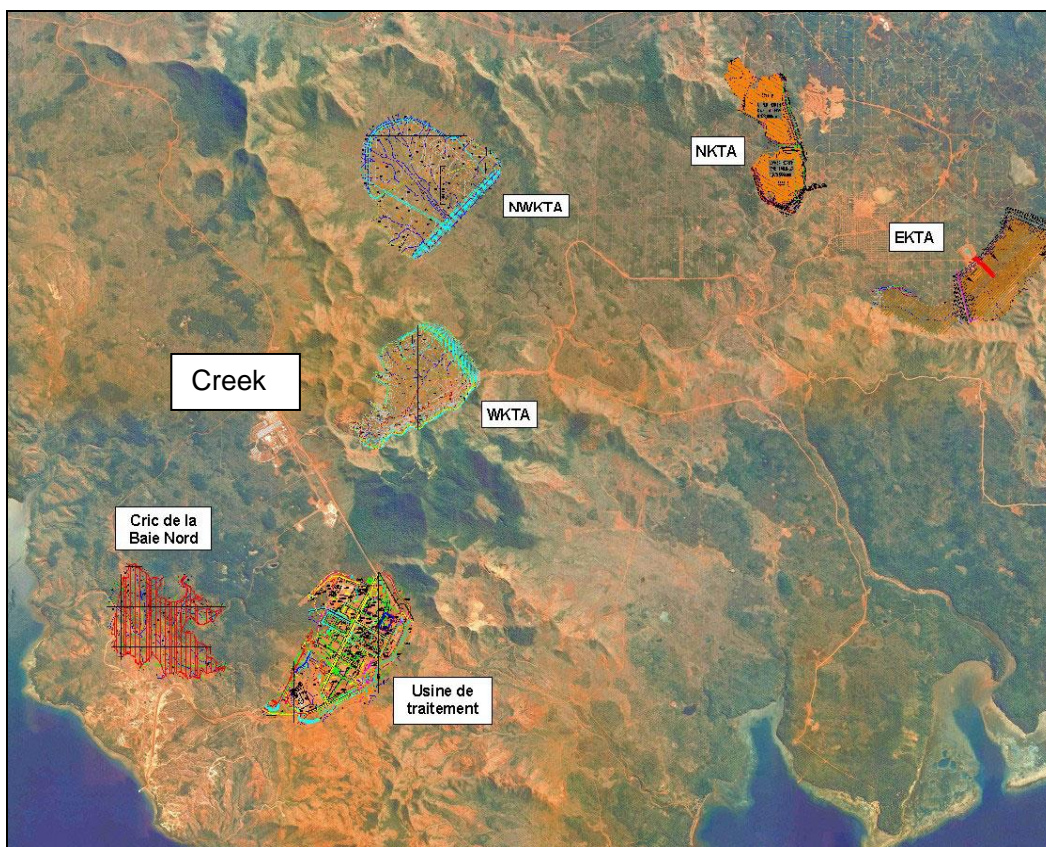 NKTA
NWKTA
EKTA
Creek
WKTA
Cric de la
Baie Nord
Usine de
traitement